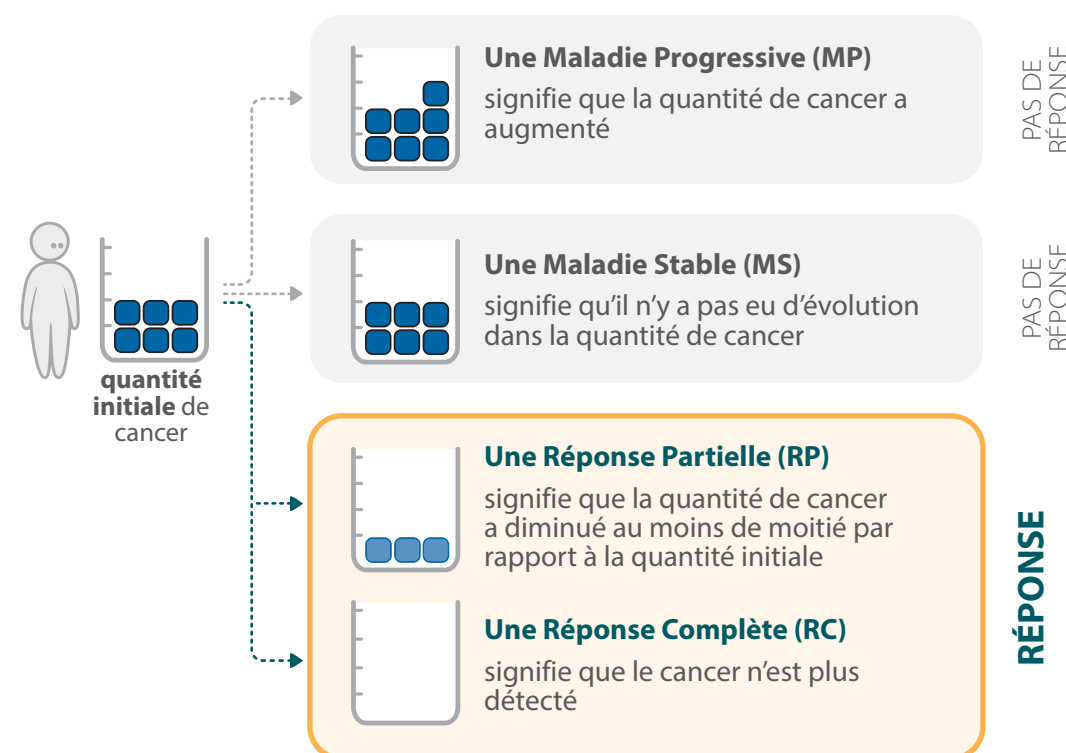 Une Maladie Progressive (MP)
signifie que la quantité de cancer a
augmenté
PAS DE
RÉPONSE
Une Maladie Stable (MS)
signifie qu'il n'y a pas eu d'évolution
dans la quantité de cancer
PAS DE
RÉPONSE
quantité
initiale de
cancer
Une Réponse Partielle (RP)
signifie que la quantité de cancer
a diminué au moins de moitié par
rapport à la quantité initiale
Une Réponse Complète (RC)
signifie que le cancer n'est plus
détecté
RÉPONSE